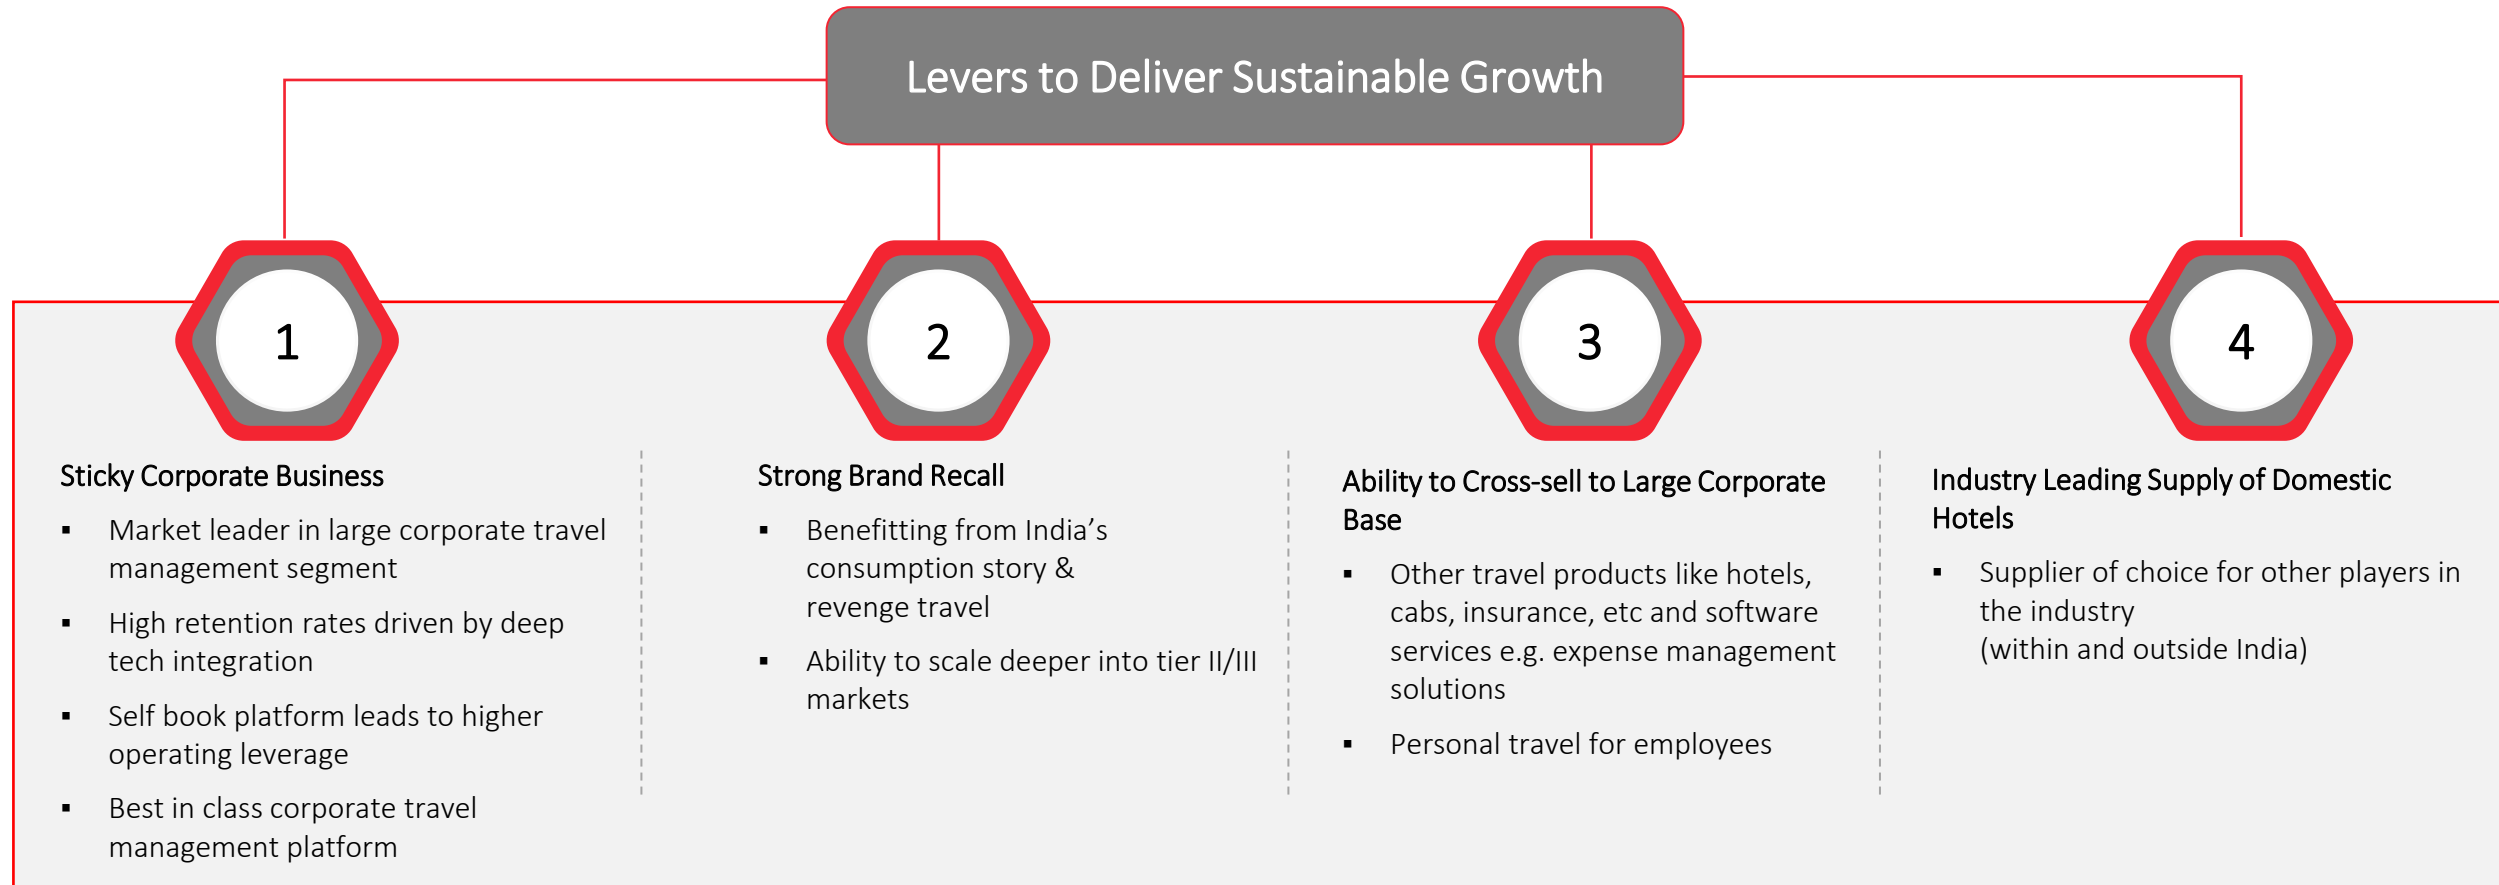 Levers to Deliver Sustainable Growth
1
2
3
4
Sticky Corporate Business
▪ Market leader in large corporate travel
management segment
▪ High retention rates driven by deep
tech integration
▪ Self book platform leads to higher
operating leverage
▪ Best in class corporate travel
management platform
Strong Brand Recall
▪ Benefitting from India’s
consumption story &
revenge travel
▪ Ability to scale deeper into tier II/III
markets
Ability to Cross-sell to Large Corporate
Base
▪ Other travel products like hotels,
cabs, insurance, etc and software
services e.g. expense management
solutions
▪ Personal travel for employees
Industry Leading Supply of Domestic
Hotels
▪ Supplier of choice for other players in
the industry
(within and outside India)